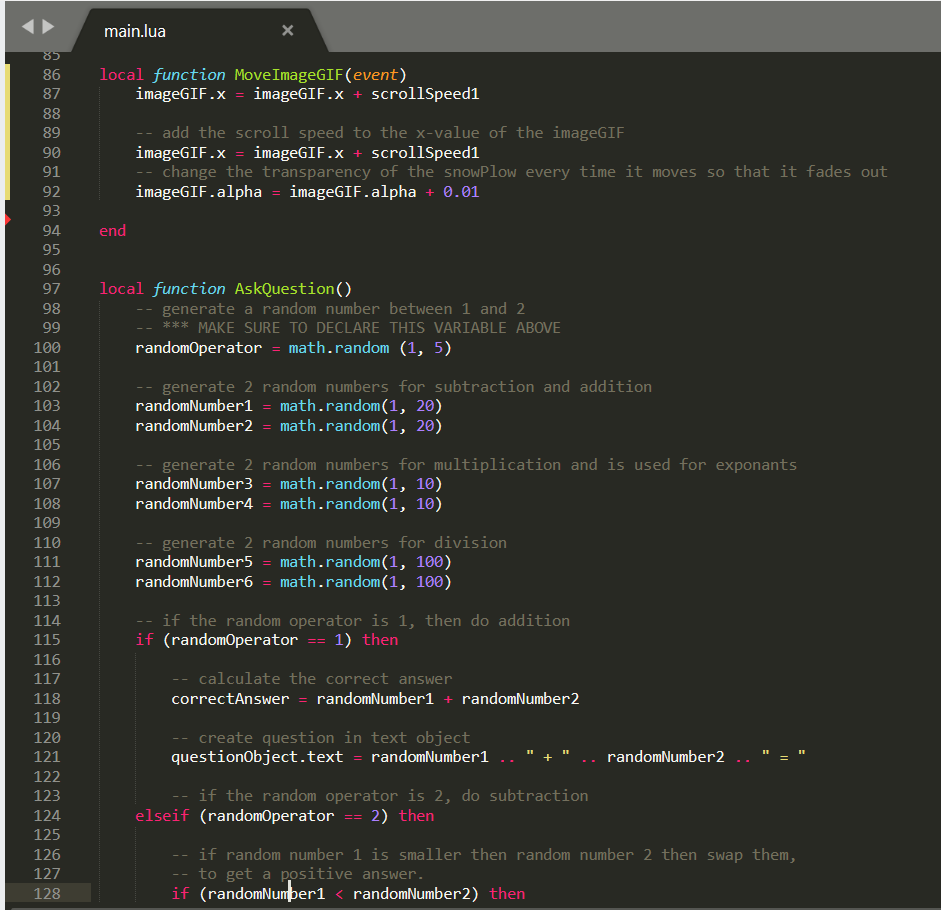 main.lua ×
85
86 local function MoveImageGIF(event)
87 imageGIF.x = imageGIF.x + scrollSpeed1
88
89 -- add the scroll speed to the x-value of the imageGIF
90 imageGIF.x = imageGIF.x + scrollSpeed1
91 -- change the transparency of the snowPlow every time it moves so that it fades out
92 imageGIF.alpha = imageGIF.alpha + 0.01
93
94 end
95
96
97 local function AskQuestion()
98 -- generate a random number between 1 and 2
99 -- *** MAKE SURE TO DECLARE THIS VARIABLE ABOVE
100 randomOperator = math.random (1, 5)
101
102 -- generate 2 random numbers for subtraction and addition
103 randomNumber1 = math.random(1, 20)
104 randomNumber2 = math.random(1, 20)
105
106 -- generate 2 random numbers for multiplication and is used for exponants
107 randomNumber3 = math.random(1, 10)
108 randomNumber4 = math.random(1, 10)
109
110 -- generate 2 random numbers for division
111 randomNumber5 = math.random(1, 100)
112 randomNumber6 = math.random(1, 100)
113
114 -- if the random operator is 1, then do addition
115 if (randomOperator == 1) then
116
117 -- calculate the correct answer
118 correctAnswer = randomNumber1 + randomNumber2
119
120 -- create question in text object
121 questionObject.text = randomNumber1 .. " + " .. randomNumber2 .. " = "
122
123 -- if the random operator is 2, do subtraction
124 elseif (randomOperator == 2) then
125
126 -- if random number 1 is smaller then random number 2 then swap them,
127 -- to get a positive answer.
128 if (randomNumber1 < randomNumber2) then